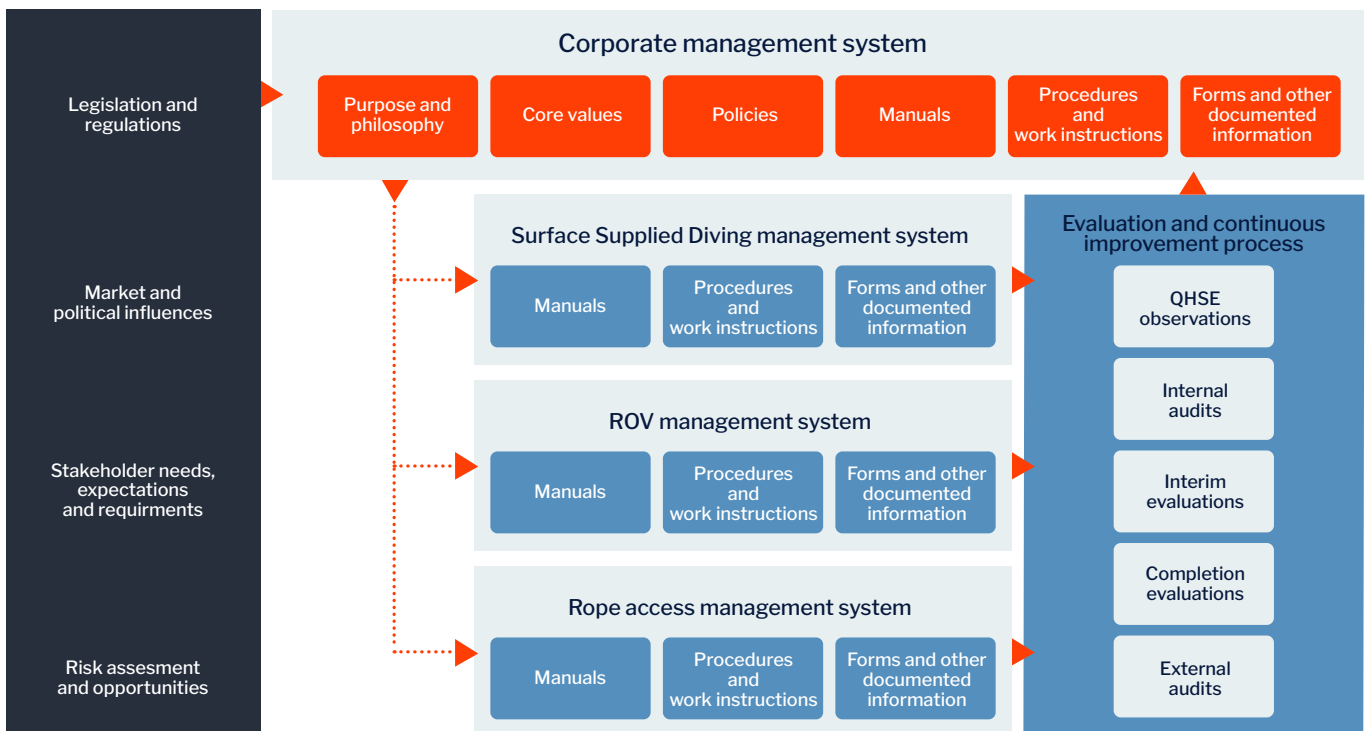 Corporate management system
Legislation and
regulations
Purpose and
philosophy
Core values
Policies
Manuals
Procedures
and
work instructions
Forms and other
documented
information
Market and
political influences
Stakeholder needs,
expectations
and requirments
Risk assesment
and opportunities
Surface Supplied Diving management system
Manuals
Procedures
and
work instructions
Forms and other
documented
information
ROV management system
Manuals
Procedures
and
work instructions
Forms and other
documented
information
Rope access management system
Manuals
Procedures
and
work instructions
Forms and other
documented
information
Evaluation and continuous
improvement process
QHSE
observations
Internal
audits
Interim
evaluations
Completion
evaluations
External
audits